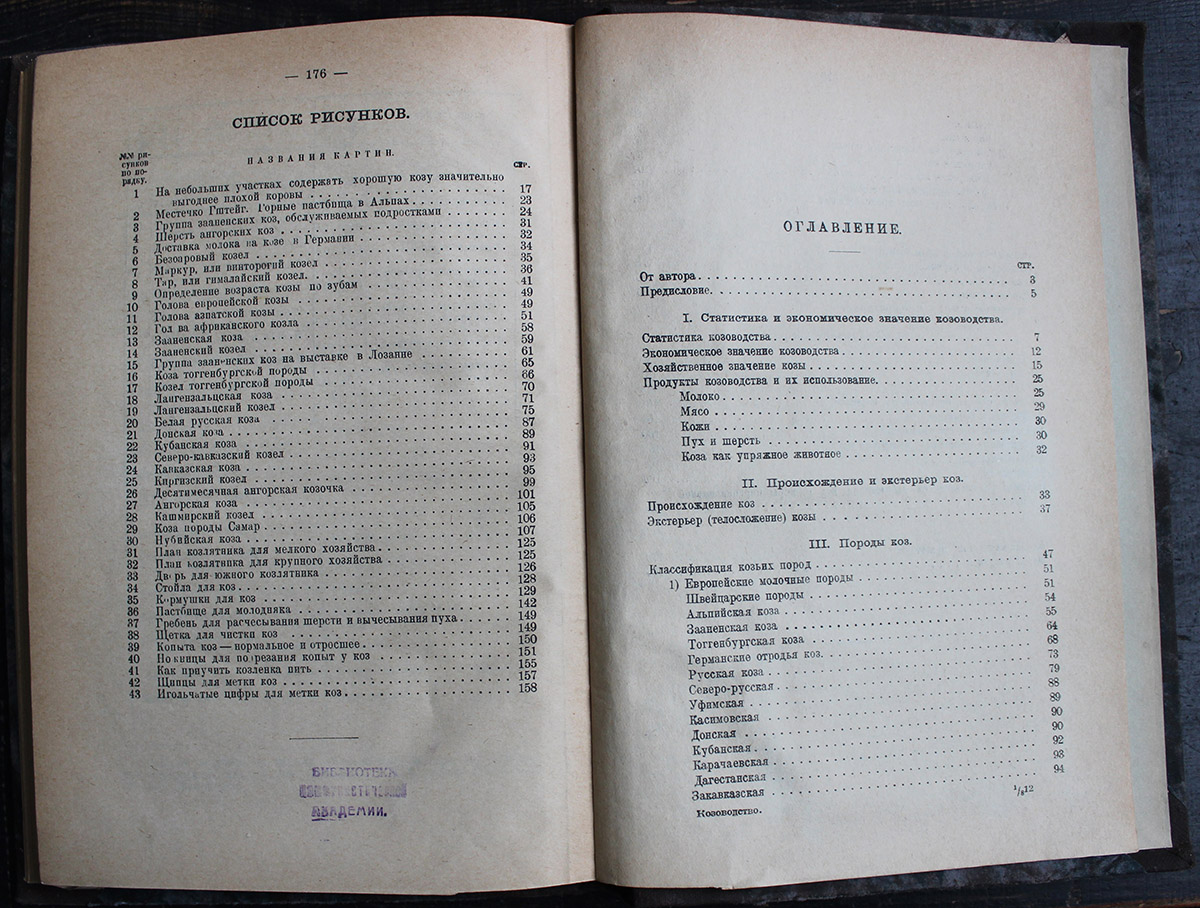 — 176 —
СПИСОК РИСУНКОВ.
№№ ри-
сунков
по по-
рядку.
НАЗВАНИЯ КАРТИН.
СТР.
1 На небольших участках содержать хорошую козу значительно
выгоднее плохой коровы . . . . . . . . 17
2 Местечко Гштейг. Горные пастбища в Альпах . . . . . . . . 23
3 Группа зааненских коз, обслуживаемых подростками . . . . . . . . 24
4 Шерсть ангорских коз . . . . . . . . 31
5 Доставка молока на козе в Германии . . . . . . . . 32
6 Безоаровый козел . . . . . . . . 34
7 Маркур, или винторогий козел . . . . . . . . 35
8 Тар, или гималайский козел . . . . . . . . 36
9 Определение возраста козы по зубам . . . . . . . . 41
10 Голова европейской козы . . . . . . . . 49
11 Голова азиатской козы . . . . . . . . 49
12 Гол ва африканского козла . . . . . . . . 51
13 Зааненская коза . . . . . . . . 58
14 Зааненский козел . . . . . . . . 59
15 Группа зааненских коз на выставке в Лозанне . . . . . . . . 61
16 Коза тоггенбургской породы . . . . . . . . 65
17 Козел тоггенбургской породы . . . . . . . . 66
18 Лангензальцская коза . . . . . . . . 70
19 Лангензальцский козел . . . . . . . . 71
20 Белая русская коза . . . . . . . . 75
21 Донская коза . . . . . . . . 87
22 Кубанская коза . . . . . . . . 89
23 Северо-кавказский козел . . . . . . . . 91
24 Кавказская коза . . . . . . . . 93
25 Киргизский козел . . . . . . . . 95
26 Десятимесячная ангорская козочка . . . . . . . . 99
27 Ангорская коза . . . . . . . . 101
28 Кашмирский козел . . . . . . . . 105
29 Коза породы Самар . . . . . . . . 106
30 Нубийская коза . . . . . . . . 107
31 План козлятника для мелкого хозяйства . . . . . . . . 125
32 План козлятника для крупного хозяйства . . . . . . . . 125
33 Дверь для южного козлятника . . . . . . . . 126
34 Стойла для коз . . . . . . . . 128
35 Кормушки для коз . . . . . . . . 129
36 Пастбище для молодняка . . . . . . . . 142
37 Гребень для расчесывания шерсти и вычесывания пуха . . . . . . . . 149
38 Щетка для чистки коз . . . . . . . . 149
39 Копыта коз — нормальное и отросшее . . . . . . . . 150
40 Но ницы для подрезания копыт у коз . . . . . . . . 151
41 Как приучить козленка пить . . . . . . . . 155
42 Щипцы для метки коз . . . . . . . . 157
43 Игольчатые цифры для метки коз . . . . . . . . 158
БИБЛИОТЕКА
АКАДЕМИИ.
ОГЛАВЛЕНИЕ.
СТР.
От автора . . . . . . . . 3
Предисловие . . . . . . . . 5
I. Статистика и экономическое значение козоводства.
Статистика козоводства . . . . . . . . 7
Экономическое значение козоводства . . . . . . . . 12
Хозяйственное значение козы . . . . . . . . 15
Продукты козоводства и их использование . . . . . . . . 25
Молоко . . . . . . . . 25
Мясо . . . . . . . . 29
Кожи . . . . . . . . 30
Пух и шерсть . . . . . . . . 30
Коза как упряжное животное . . . . . . . . 32
II. Происхождение и экстерьер коз.
Происхождение коз . . . . . . . . 33
Экстерьер (телосложение) козы . . . . . . . . 37
III. Породы коз.
Классификация козьих пород . . . . . . . . 47
1) Европейские молочные породы . . . . . . . . 51
Швейцарские породы . . . . . . . . 51
Альпийская коза . . . . . . . . 54
Зааненская коза . . . . . . . . 55
Тоггенбургская коза . . . . . . . . 64
Германские отродья коз . . . . . . . . 68
Русская коза . . . . . . . . 73
Северо-русская . . . . . . . . 79
Уфимская . . . . . . . . 88
Касимовская . . . . . . . . 89
Донская . . . . . . . . 90
Кубанская . . . . . . . . 90
Карачаевская . . . . . . . . 92
Дагестанская . . . . . . . . 93
Закавказская . . . . . . . . 94
Козоводство. ¹/₈12